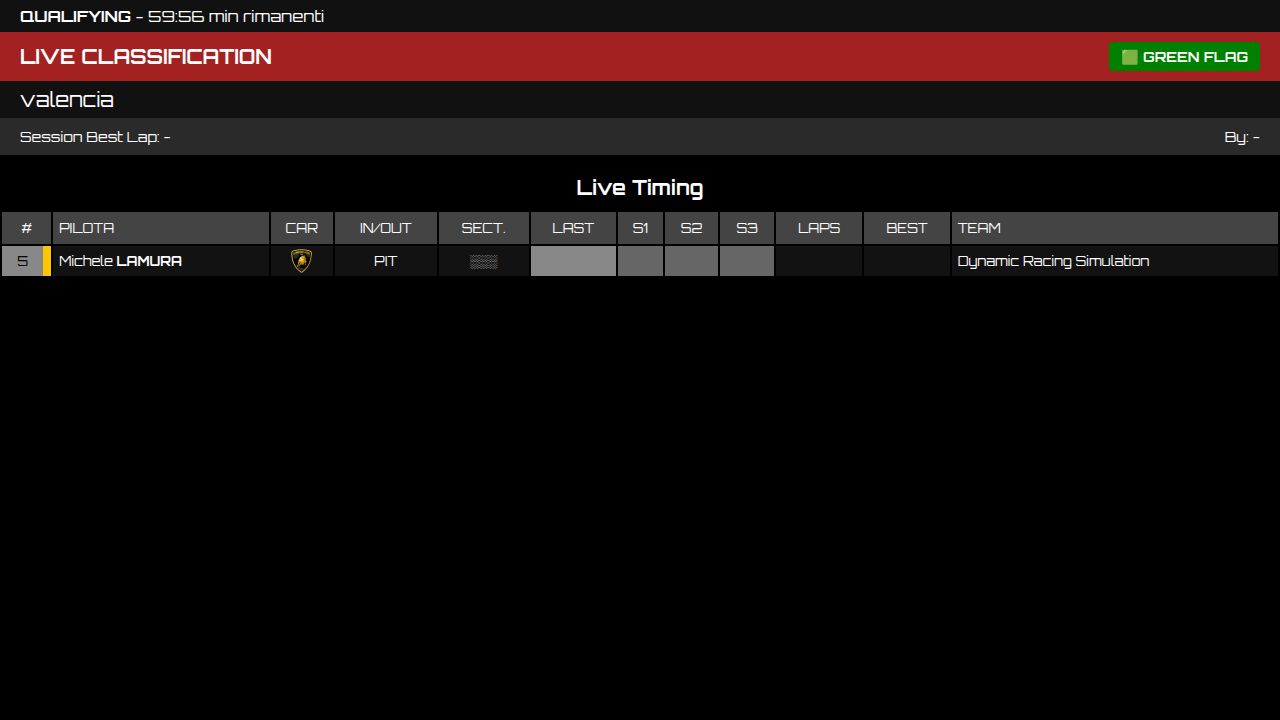 QUALIFYING - 59:56 min rimanenti
LIVE CLASSIFICATION
GREEN FLAG
valencia
Session Best Lap: -
By: -
Live Timing
# PILOTA CAR IN/OUT SECT. LAST S1 S2 S3 LAPS BEST TEAM
5 Michele LAMURA PIT ░░░ Dynamic Racing Simulation